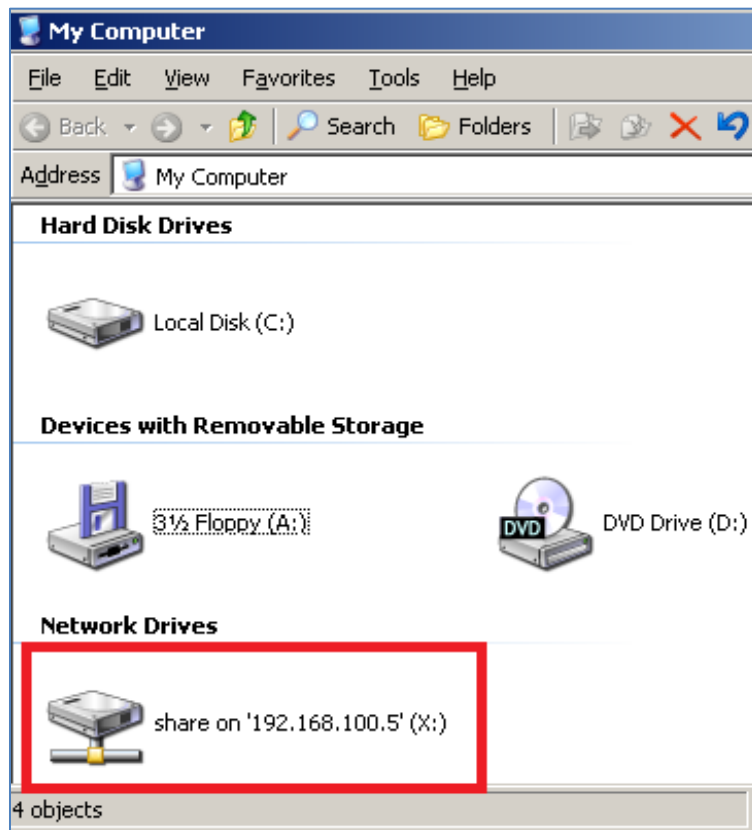 My Computer
File Edit View Favorites Tools Help
Back Search Folders
Address My Computer
Hard Disk Drives
Local Disk (C:)
Devices with Removable Storage
3½ Floppy (A:)
DVD
DVD Drive (D:)
Network Drives
share on '192.168.100.5' (X:)
4 objects